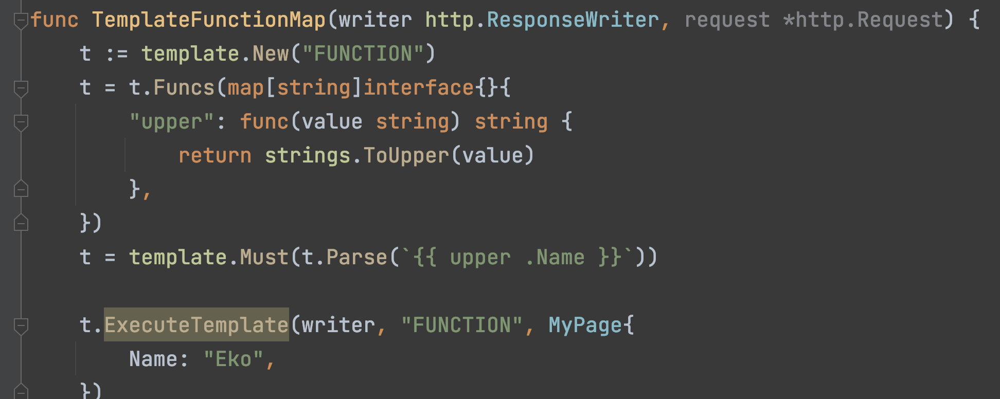 func TemplateFunctionMap(writer http.ResponseWriter, request *http.Request) {
    t := template.New("FUNCTION")
    t = t.Funcs(map[string]interface{}{
        "upper": func(value string) string {
            return strings.ToUpper(value)
        },
    })
    t = template.Must(t.Parse(`{{ upper .Name }}`))

    t.ExecuteTemplate(writer, "FUNCTION", MyPage{
        Name: "Eko",
    })